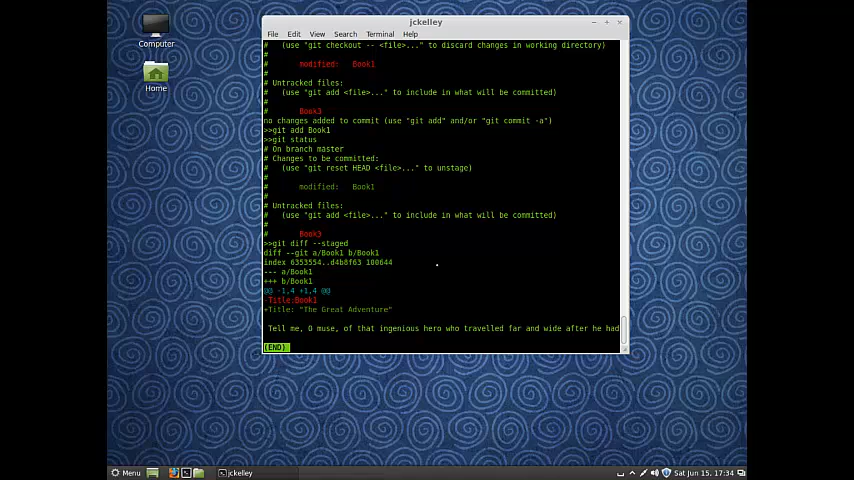 jckelley
File Edit View Search Terminal Help
#   (use "git checkout -- <file>..." to discard changes in working directory)
#
#       modified:   Book1
#
# Untracked files:
#   (use "git add <file>..." to include in what will be committed)
#
#       Book3
no changes added to commit (use "git add" and/or "git commit -a")
>>git add Book1
>>git status
# On branch master
# Changes to be committed:
#   (use "git reset HEAD <file>..." to unstage)
#
#       modified:   Book1
#
# Untracked files:
#   (use "git add <file>..." to include in what will be committed)
#
#       Book3
>>git diff --staged
diff --git a/Book1 b/Book1
index 6353554..d4b8f63 100644
--- a/Book1
+++ b/Book1
@@ -1,4 +1,4 @@
-Title:Book1
+Title: "The Great Adventure"
 Tell me, O muse, of that ingenious hero who travelled far and wide after he had
(END)
Computer
Home
Menu
jckelley
Sat Jun 15, 17:34